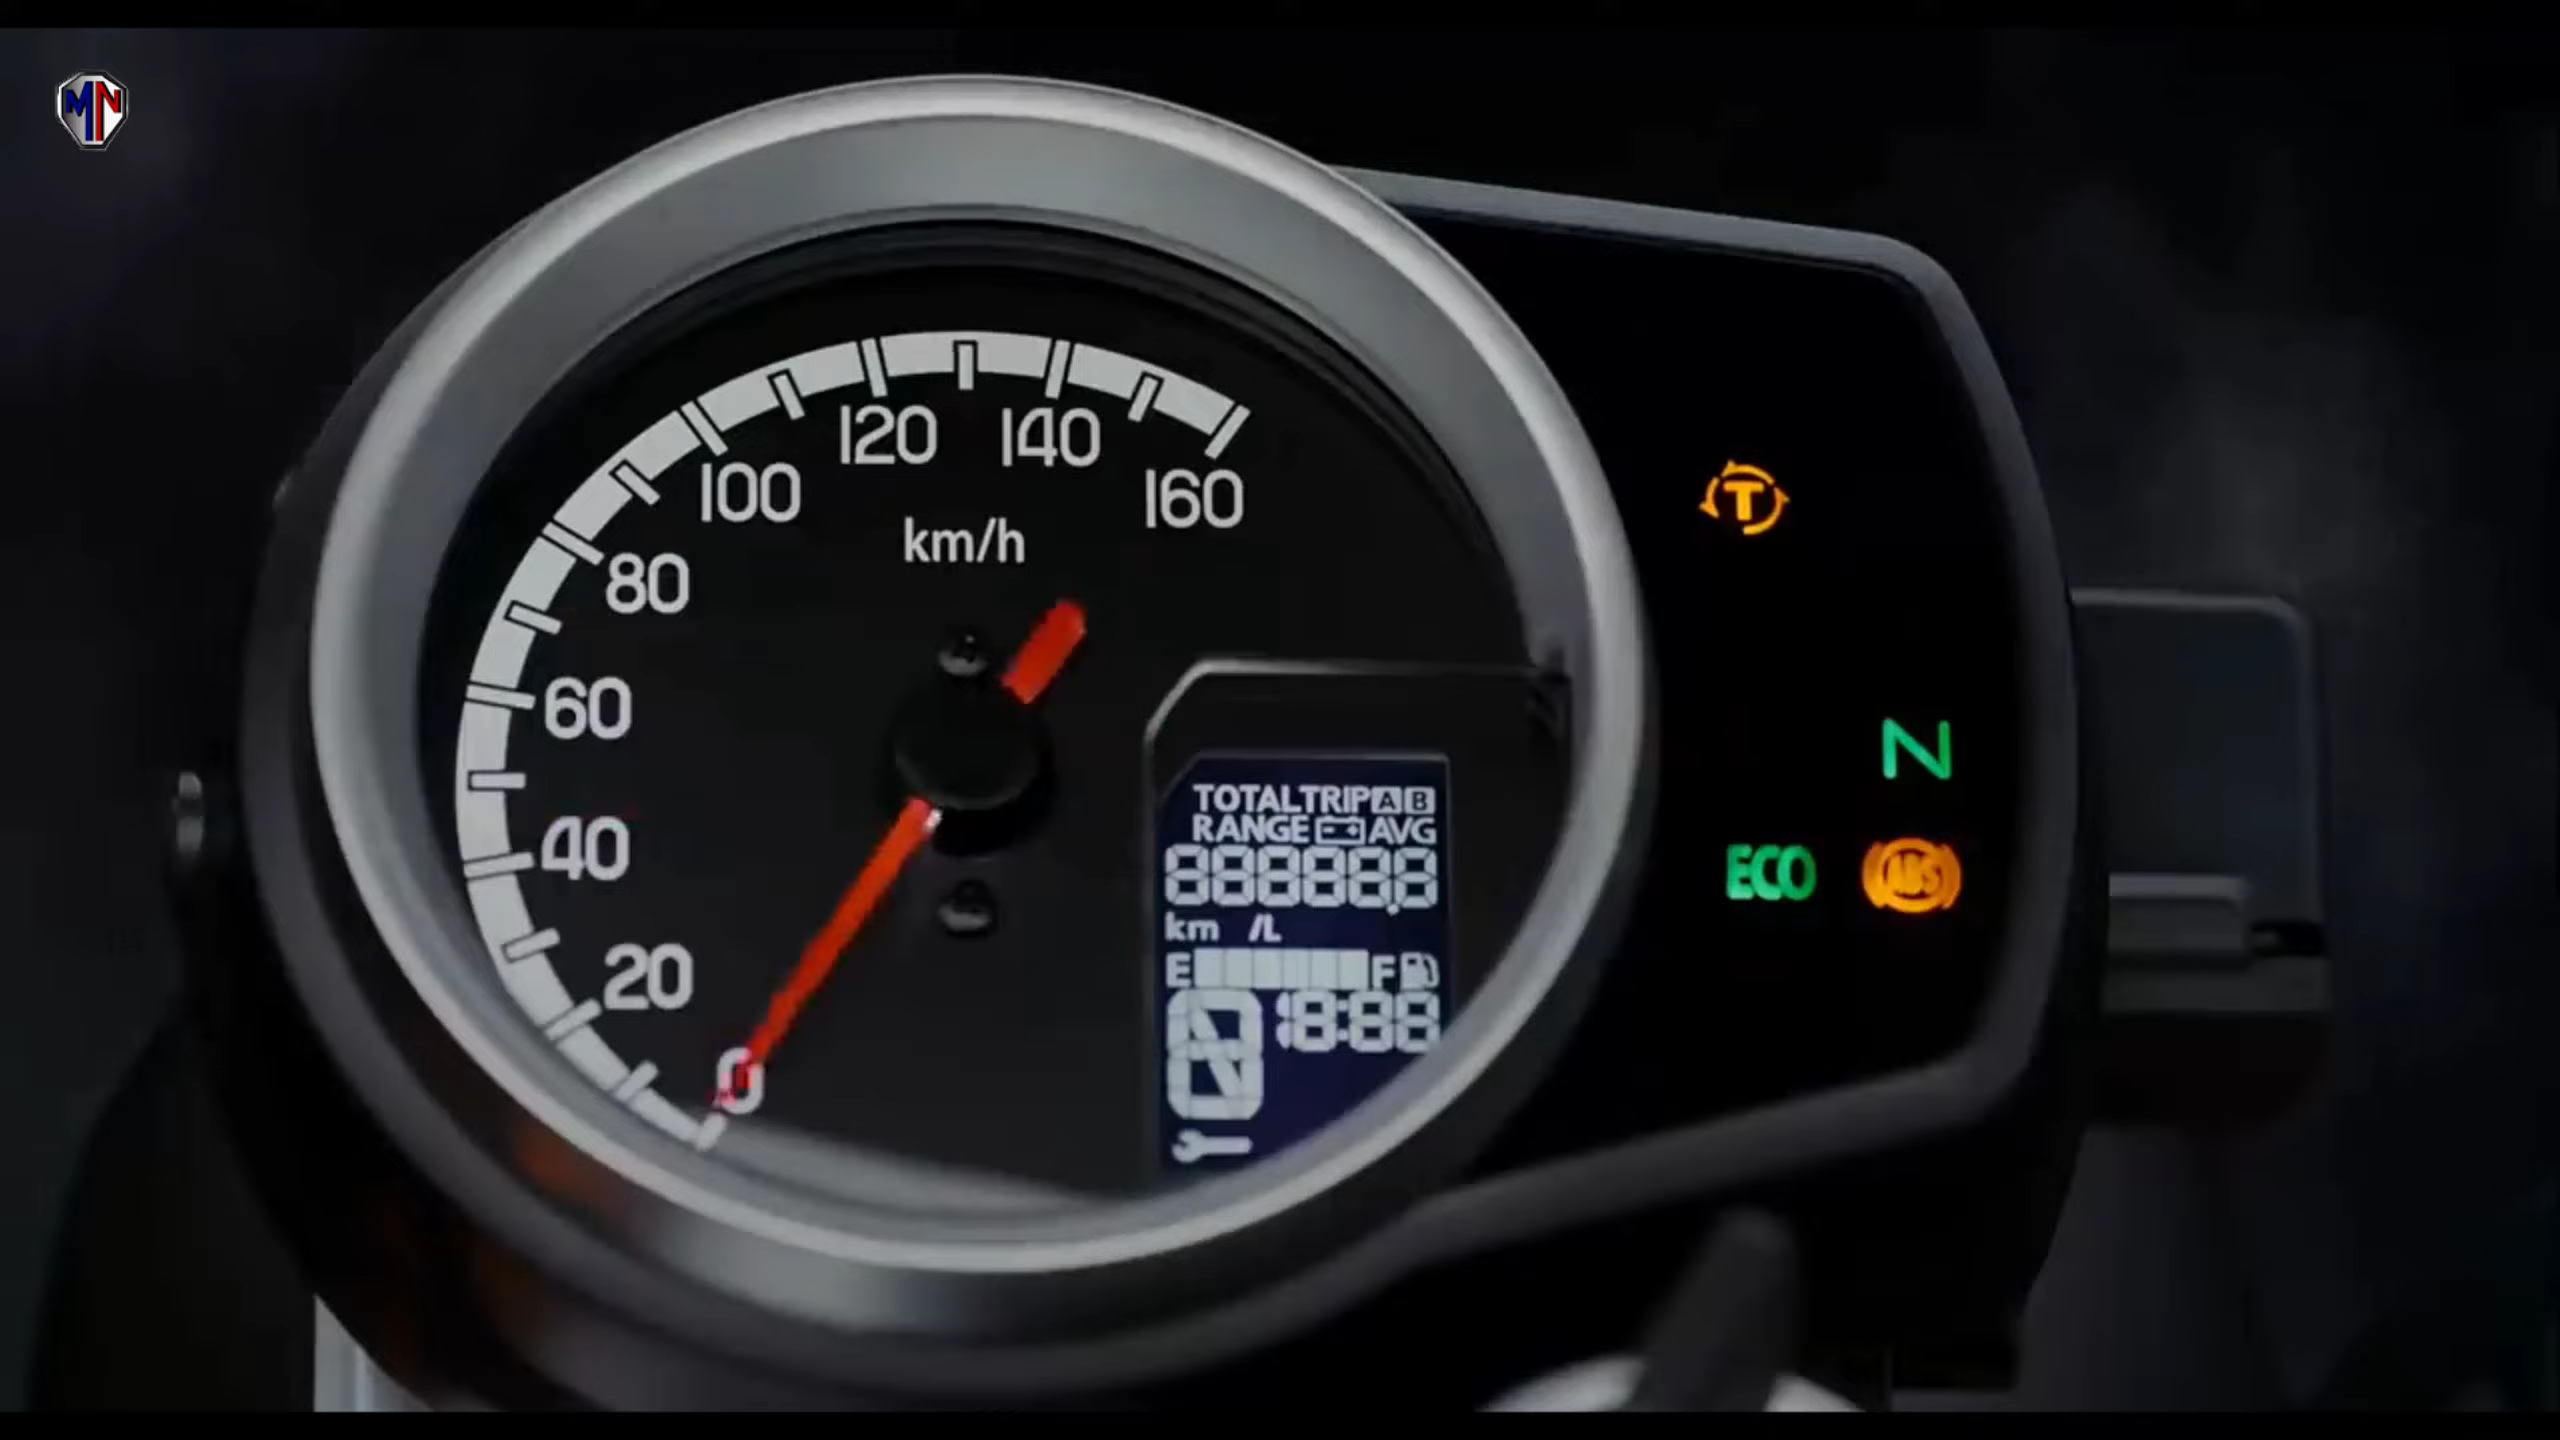 MN
120 140
100 160
km/h
80
60
40
20
0
T
N
ECO ABS
TOTAL TRIP A B
RANGE AVG
888888.8
km /L
E F
18:88